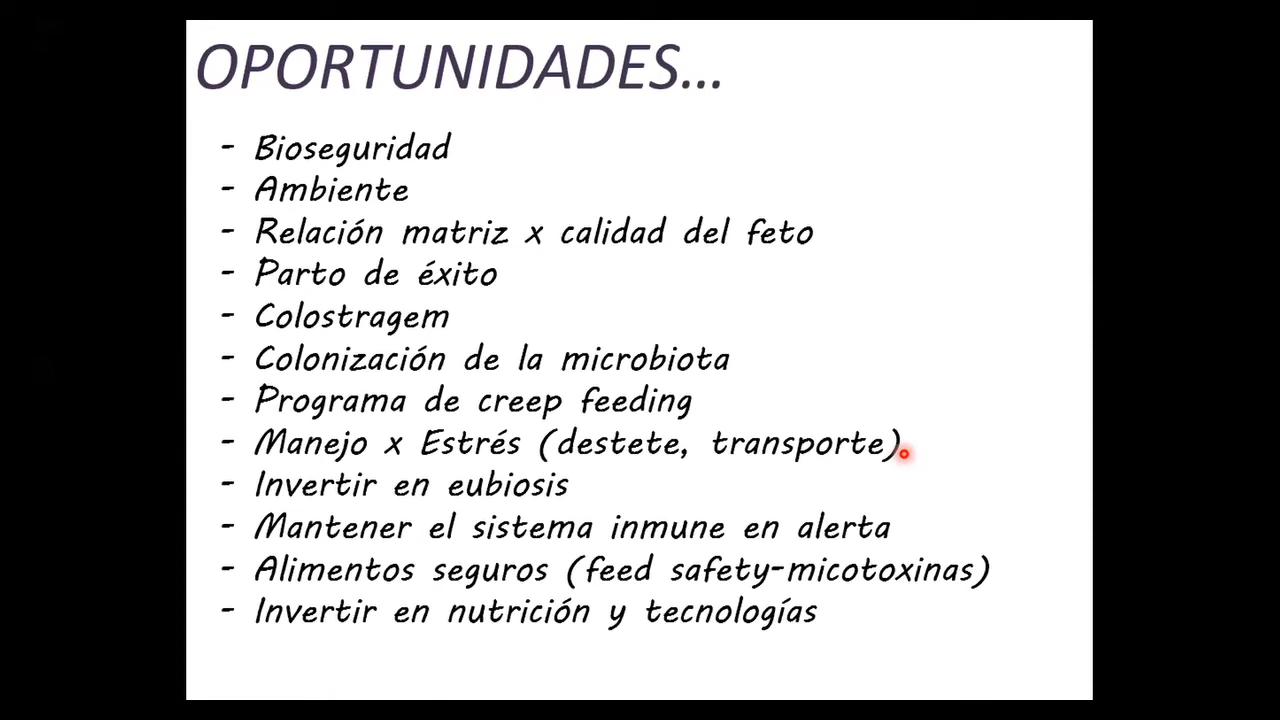 OPORTUNIDADES...
- Bioseguridad
- Ambiente
- Relación matriz x calidad del feto
- Parto de éxito
- Colostragem
- Colonización de la microbiota
- Programa de creep feeding
- Manejo x Estrés (destete, transporte)
- Invertir en eubiosis
- Mantener el sistema inmune en alerta
- Alimentos seguros (feed safety-micotoxinas)
- Invertir en nutrición y tecnologías